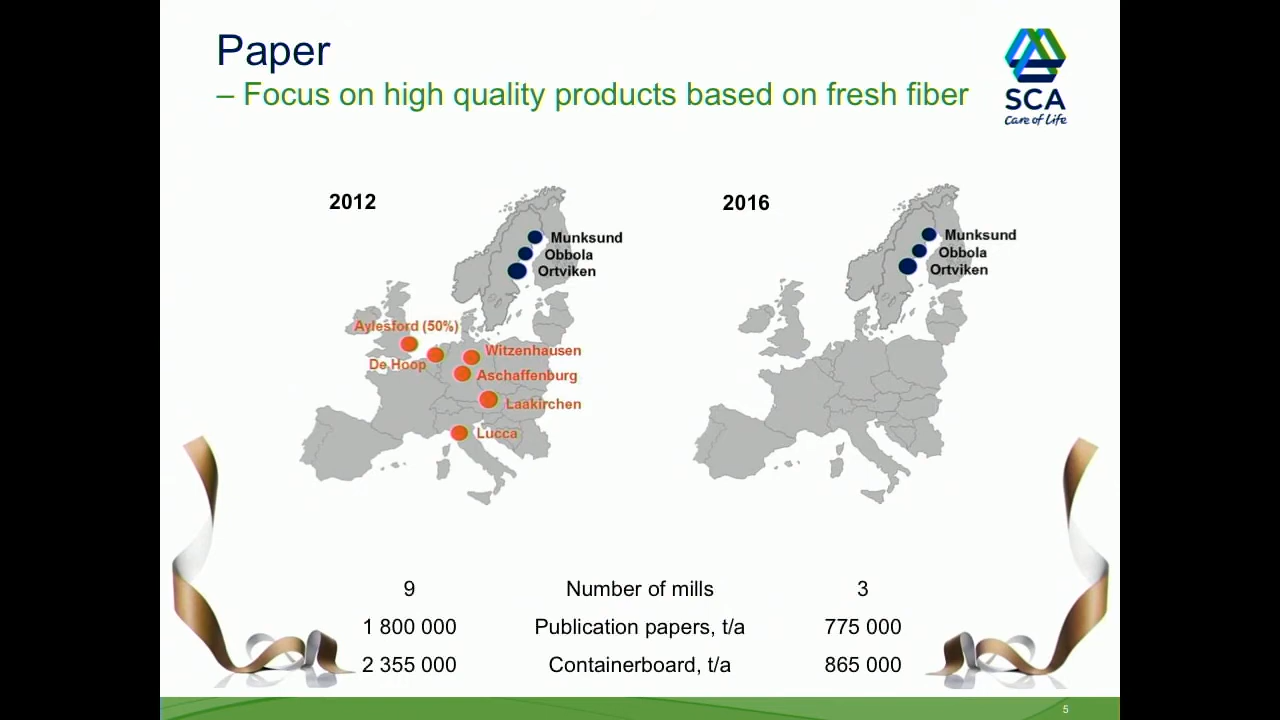 Paper
– Focus on high quality products based on fresh fiber
SCA
Care of Life
2012
Munksund
Obbola
Ortviken
Aylesford (50%)
De Hoop
Witzenhausen
Aschaffenburg
Laakirchen
Lucca
2016
Munksund
Obbola
Ortviken
9 Number of mills 3
1 800 000 Publication papers, t/a 775 000
2 355 000 Containerboard, t/a 865 000
5